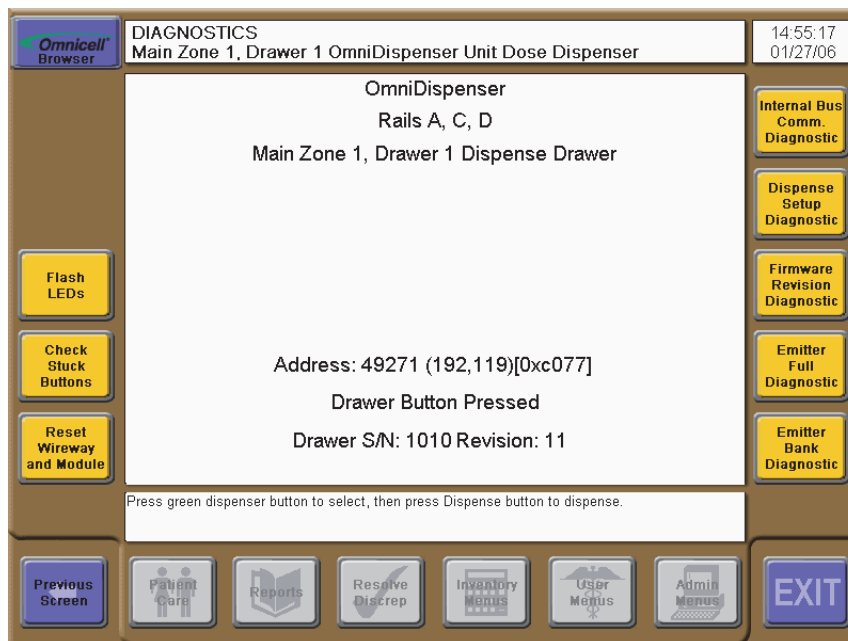 Omnicell
Browser
DIAGNOSTICS
Main Zone 1, Drawer 1 OmniDispenser Unit Dose Dispenser
14:55:17
01/27/06
OmniDispenser
Rails A, C, D
Main Zone 1, Drawer 1 Dispense Drawer
Address: 49271 (192,119)[0xc077]
Drawer Button Pressed
Drawer S/N: 1010 Revision: 11
Flash
LEDs
Check
Stuck
Buttons
Reset
Wireway
and Module
Internal Bus
Comm.
Diagnostic
Dispense
Setup
Diagnostic
Firmware
Revision
Diagnostic
Emitter
Full
Diagnostic
Emitter
Bank
Diagnostic
Press green dispenser button to select, then press Dispense button to dispense.
Previous
Screen
Patient
Care
Reports
Resolve
Discrep
Inventory
Menus
User
Menus
Admin
Menus
EXIT